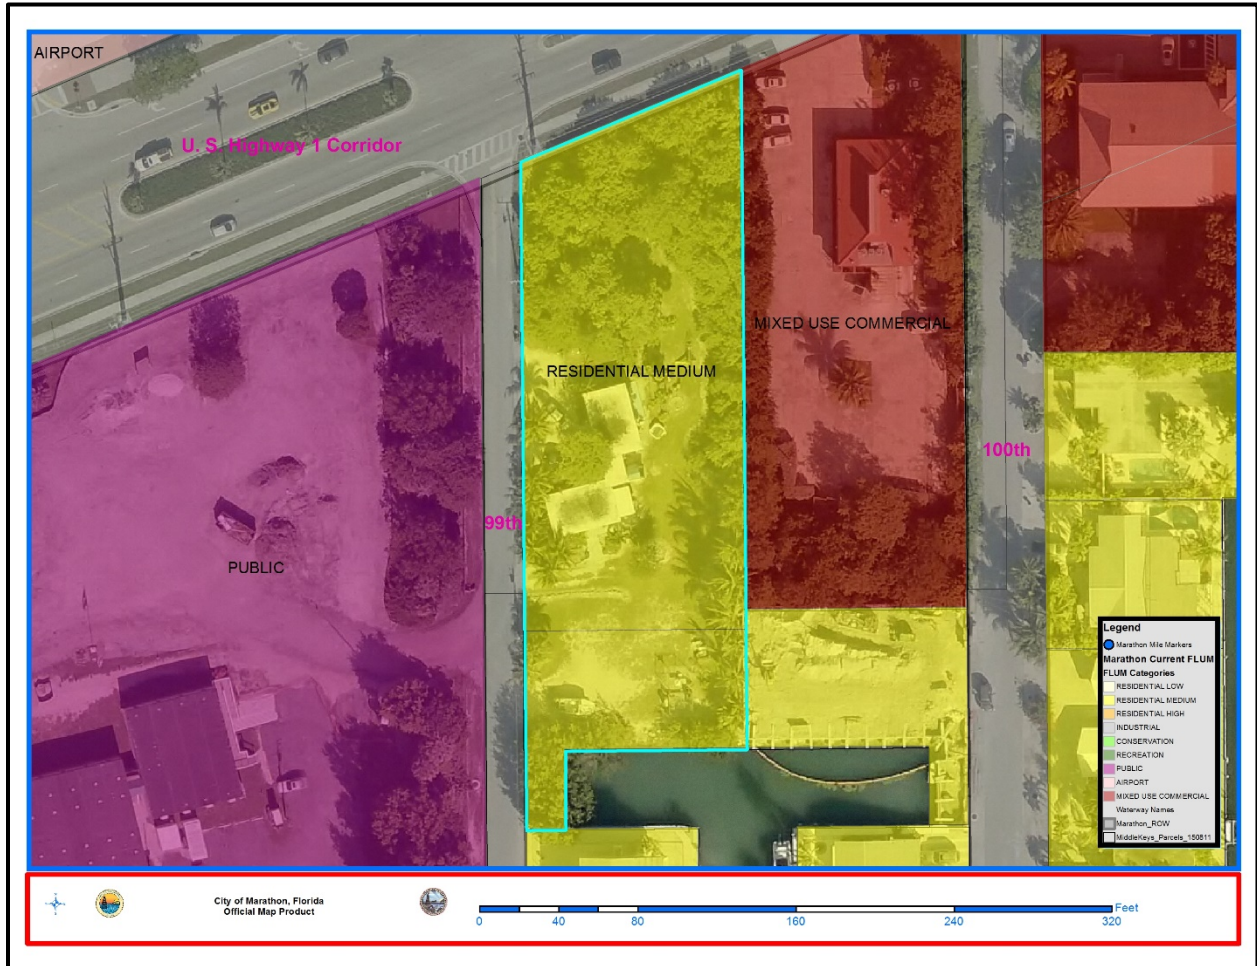 AIRPORT
U. S. Highway 1 Corridor
MIXED USE COMMERCIAL
RESIDENTIAL MEDIUM
100th
99th
PUBLIC
Legend
Marathon Mile Markers
Marathon Current FLUM
FLUM Categories
RESIDENTIAL LOW
RESIDENTIAL MEDIUM
RESIDENTIAL HIGH
INDUSTRIAL
CONSERVATION
RECREATION
PUBLIC
AIRPORT
MIXED USE COMMERCIAL
Waterway Names
Marathon_ROW
MiddleKeys_Parcels_150811
City of Marathon, Florida
Official Map Product
Feet
0 40 80 160 240 320